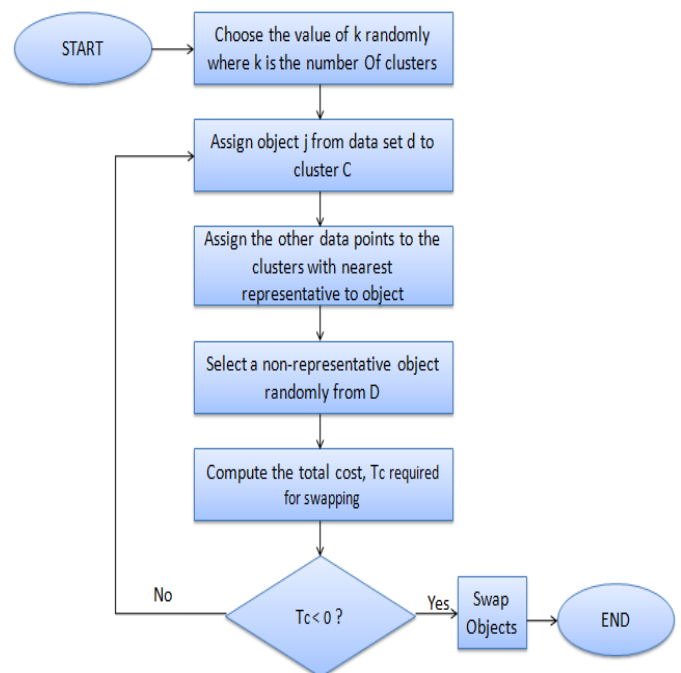 START
Choose the value of k randomly
where k is the number Of clusters
Assign object j from data set d to
cluster C
Assign the other data points to the
clusters with nearest
representative to object
Select a non-representative object
randomly from D
Compute the total cost, Tc required
for swapping
Tc< 0 ?
No
Yes
Swap
Objects
END